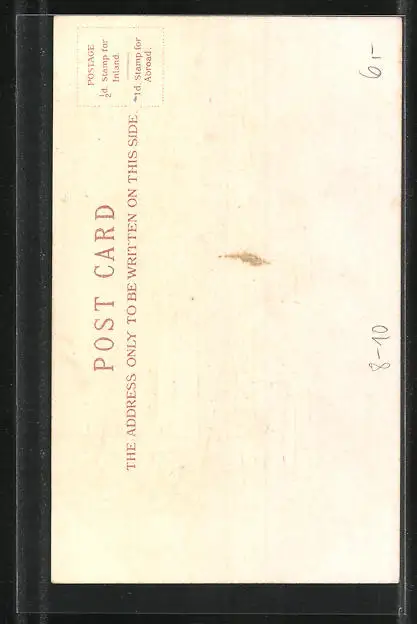 POST CARD
THE ADDRESS ONLY TO BE WRITTEN ON THIS SIDE.
POSTAGE
½d. Stamp for
Inland.
1d. Stamp for
Abroad.
8-10
6,-